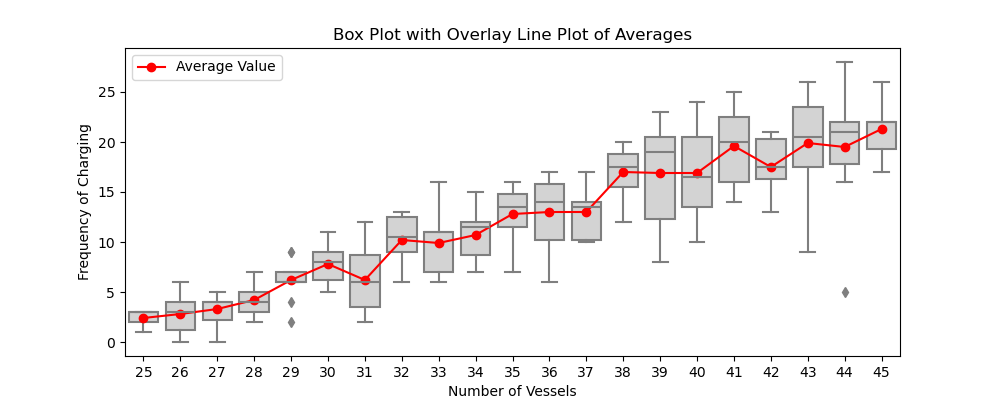 Box Plot with Overlay Line Plot of Averages
Average Value
Frequency of Charging
25
20
15
10
5
0
25 26 27 28 29 30 31 32 33 34 35 36 37 38 39 40 41 42 43 44 45
Number of Vessels